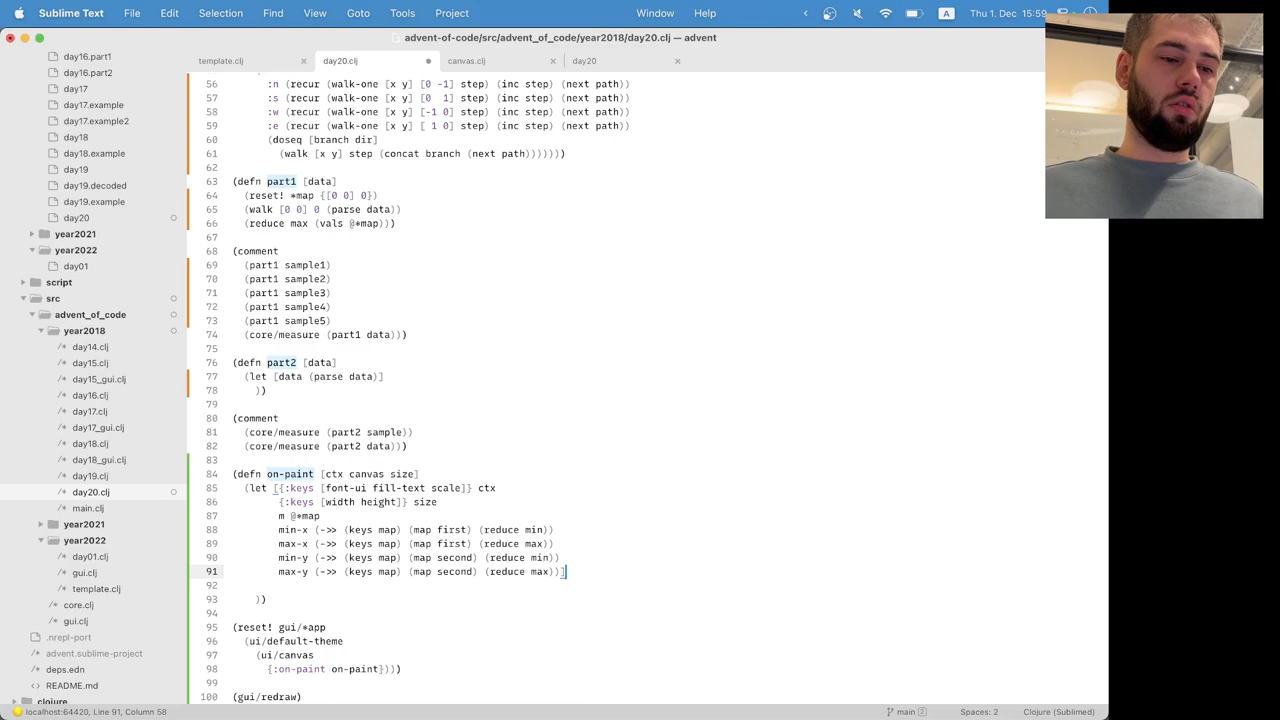 Sublime Text File Edit Selection Find View Goto Tools Project Window Help Thu 1. Dec 15:59
advent-of-code/src/advent_of_code/year2018/day20.clj — advent
template.clj day20.clj canvas.clj day20
day16.part1
day16.part2
day17
day17.example
day17.example2
day18
day18.example
day19
day19.decoded
day19.example
day20
year2021
year2022
day01
script
src
advent_of_code
year2018
day14.clj
day15.clj
day15_gui.clj
day16.clj
day17.clj
day17_gui.clj
day18.clj
day18_gui.clj
day19.clj
day20.clj
main.clj
year2021
year2022
day01.clj
gui.clj
template.clj
core.clj
gui.clj
.nrepl-port
advent.sublime-project
deps.edn
README.md
clojure
56 :n (recur (walk-one [x y] [0 -1] step) (inc step) (next path))
57 :s (recur (walk-one [x y] [0 1] step) (inc step) (next path))
58 :w (recur (walk-one [x y] [-1 0] step) (inc step) (next path))
59 :e (recur (walk-one [x y] [ 1 0] step) (inc step) (next path))
60 (doseq [branch dir]
61 (walk [x y] step (concat branch (next path)))))))
62
63 (defn part1 [data]
64 (reset! *map {[0 0] 0})
65 (walk [0 0] 0 (parse data))
66 (reduce max (vals @*map)))
67
68 (comment
69 (part1 sample1)
70 (part1 sample2)
71 (part1 sample3)
72 (part1 sample4)
73 (part1 sample5)
74 (core/measure (part1 data)))
75
76 (defn part2 [data]
77 (let [data (parse data)]
78 ))
79
80 (comment
81 (core/measure (part2 sample))
82 (core/measure (part2 data)))
83
84 (defn on-paint [ctx canvas size]
85 (let [{:keys [font-ui fill-text scale]} ctx
86 {:keys [width height]} size
87 m @*map
88 min-x (->> (keys map) (map first) (reduce min))
89 max-x (->> (keys map) (map first) (reduce max))
90 min-y (->> (keys map) (map second) (reduce min))
91 max-y (->> (keys map) (map second) (reduce max))]
92
93 ))
94
95 (reset! gui/*app
96 (ui/default-theme
97 (ui/canvas
98 {:on-paint on-paint})))
99
100 (gui/redraw)
localhost:64420, Line 91, Column 58 main 2 Spaces: 2 Clojure (Sublimed)